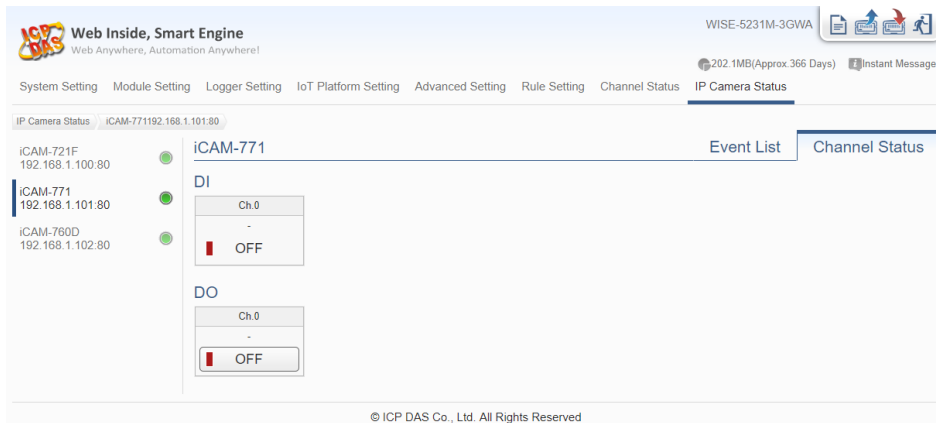 ICP
DAS
Web Inside, Smart Engine
Web Anywhere, Automation Anywhere!
WISE-5231M-3GWA
202.1MB(Approx.366 Days)
Instant Message
System Setting
Module Setting
Logger Setting
IoT Platform Setting
Advanced Setting
Rule Setting
Channel Status
IP Camera Status
IP Camera Status
iCAM-771192.168.1.101:80
iCAM-721F
192.168.1.100:80
iCAM-771
192.168.1.101:80
iCAM-760D
192.168.1.102:80
iCAM-771
Event List
Channel Status
DI
Ch.0
-
OFF
DO
Ch.0
-
OFF
© ICP DAS Co., Ltd. All Rights Reserved